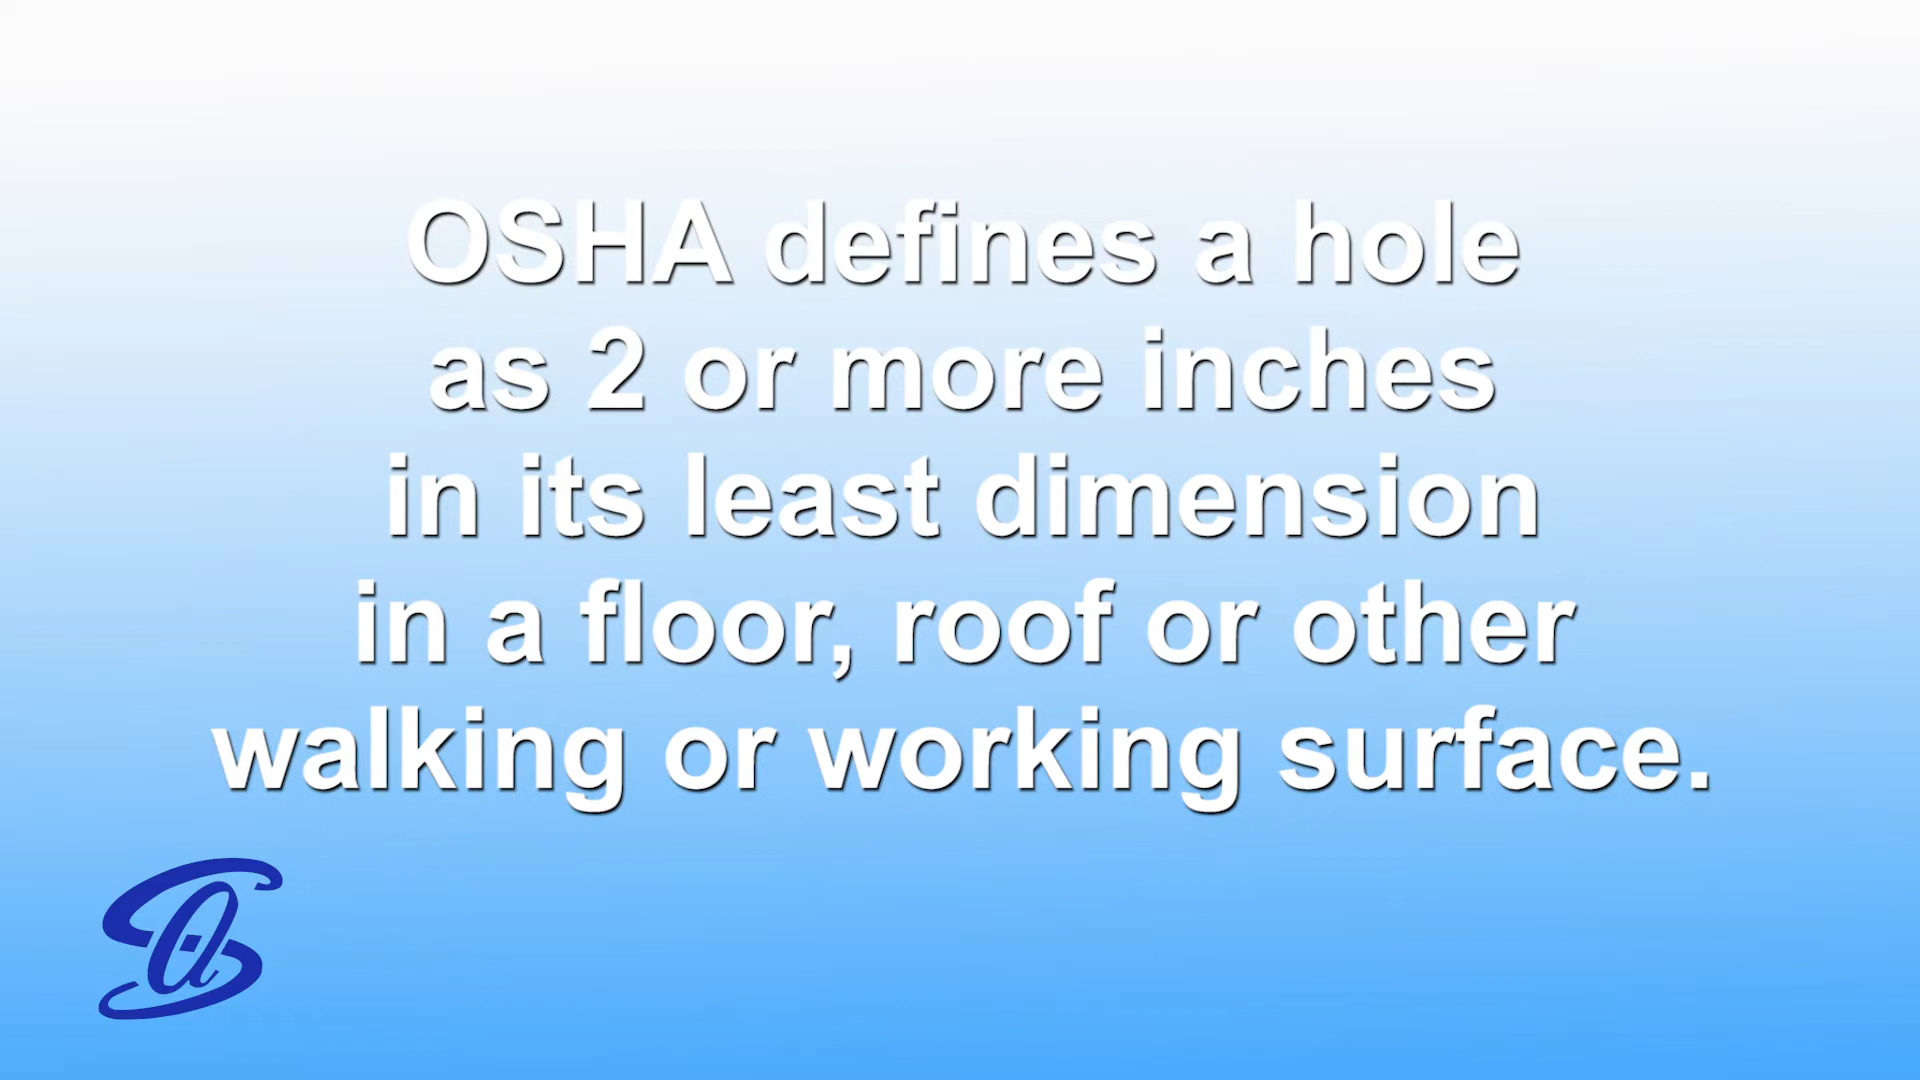 OSHA defines a hole
as 2 or more inches
in its least dimension
in a floor, roof or other
walking or working surface.